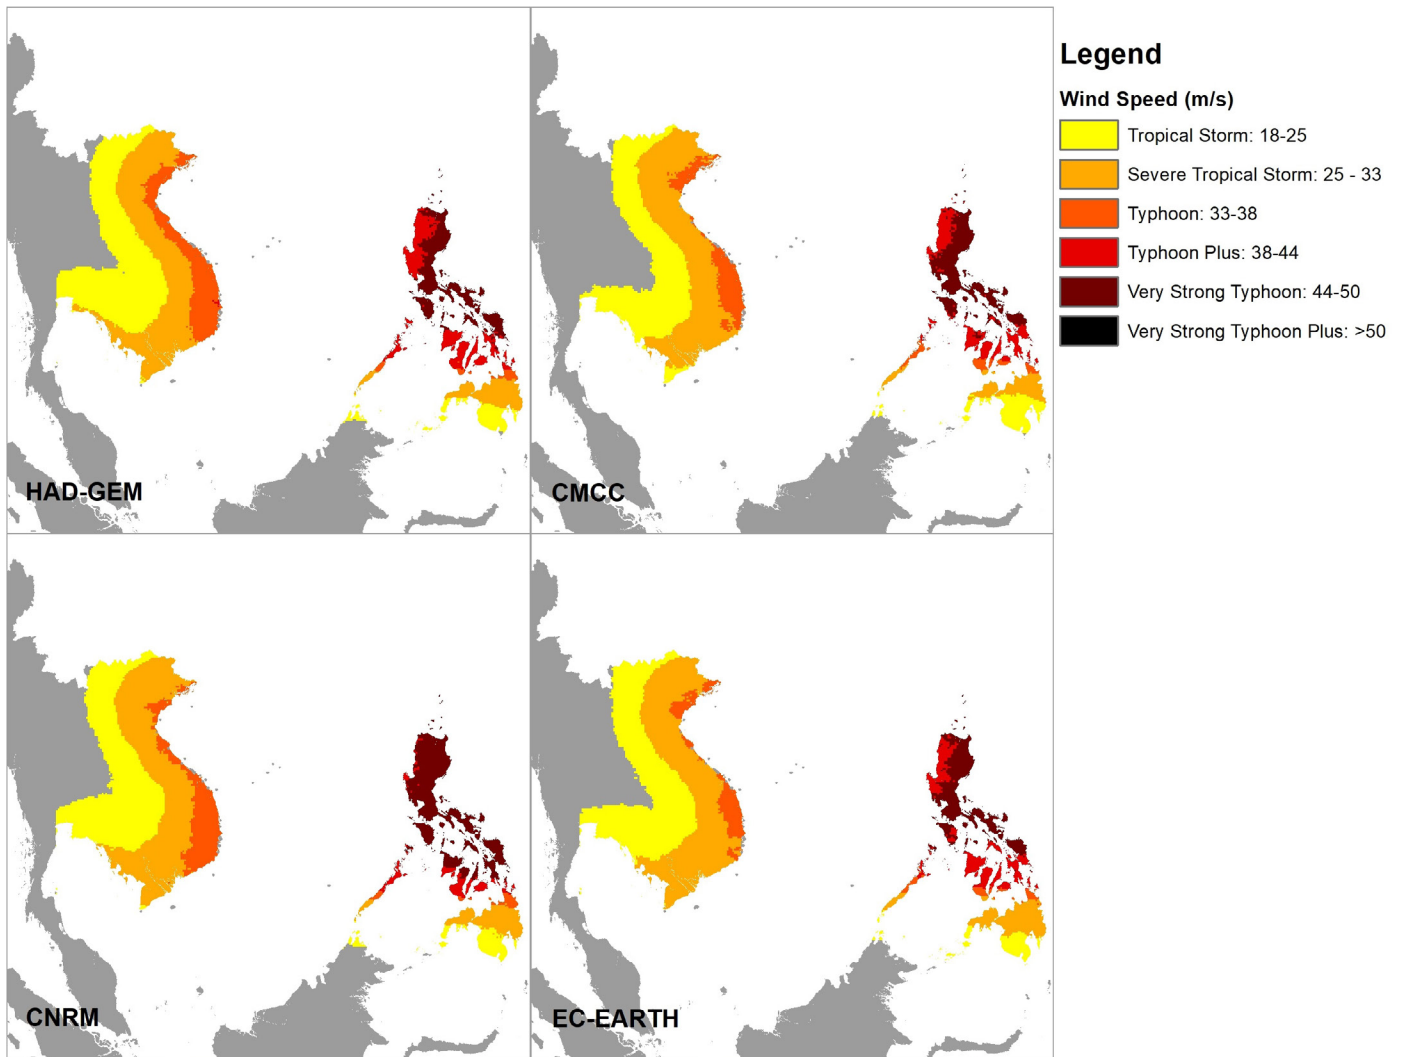 Legend
Wind Speed (m/s)
Tropical Storm: 18-25
Severe Tropical Storm: 25 - 33
Typhoon: 33-38
Typhoon Plus: 38-44
Very Strong Typhoon: 44-50
Very Strong Typhoon Plus: >50
HAD-GEM
CMCC
CNRM
EC-EARTH